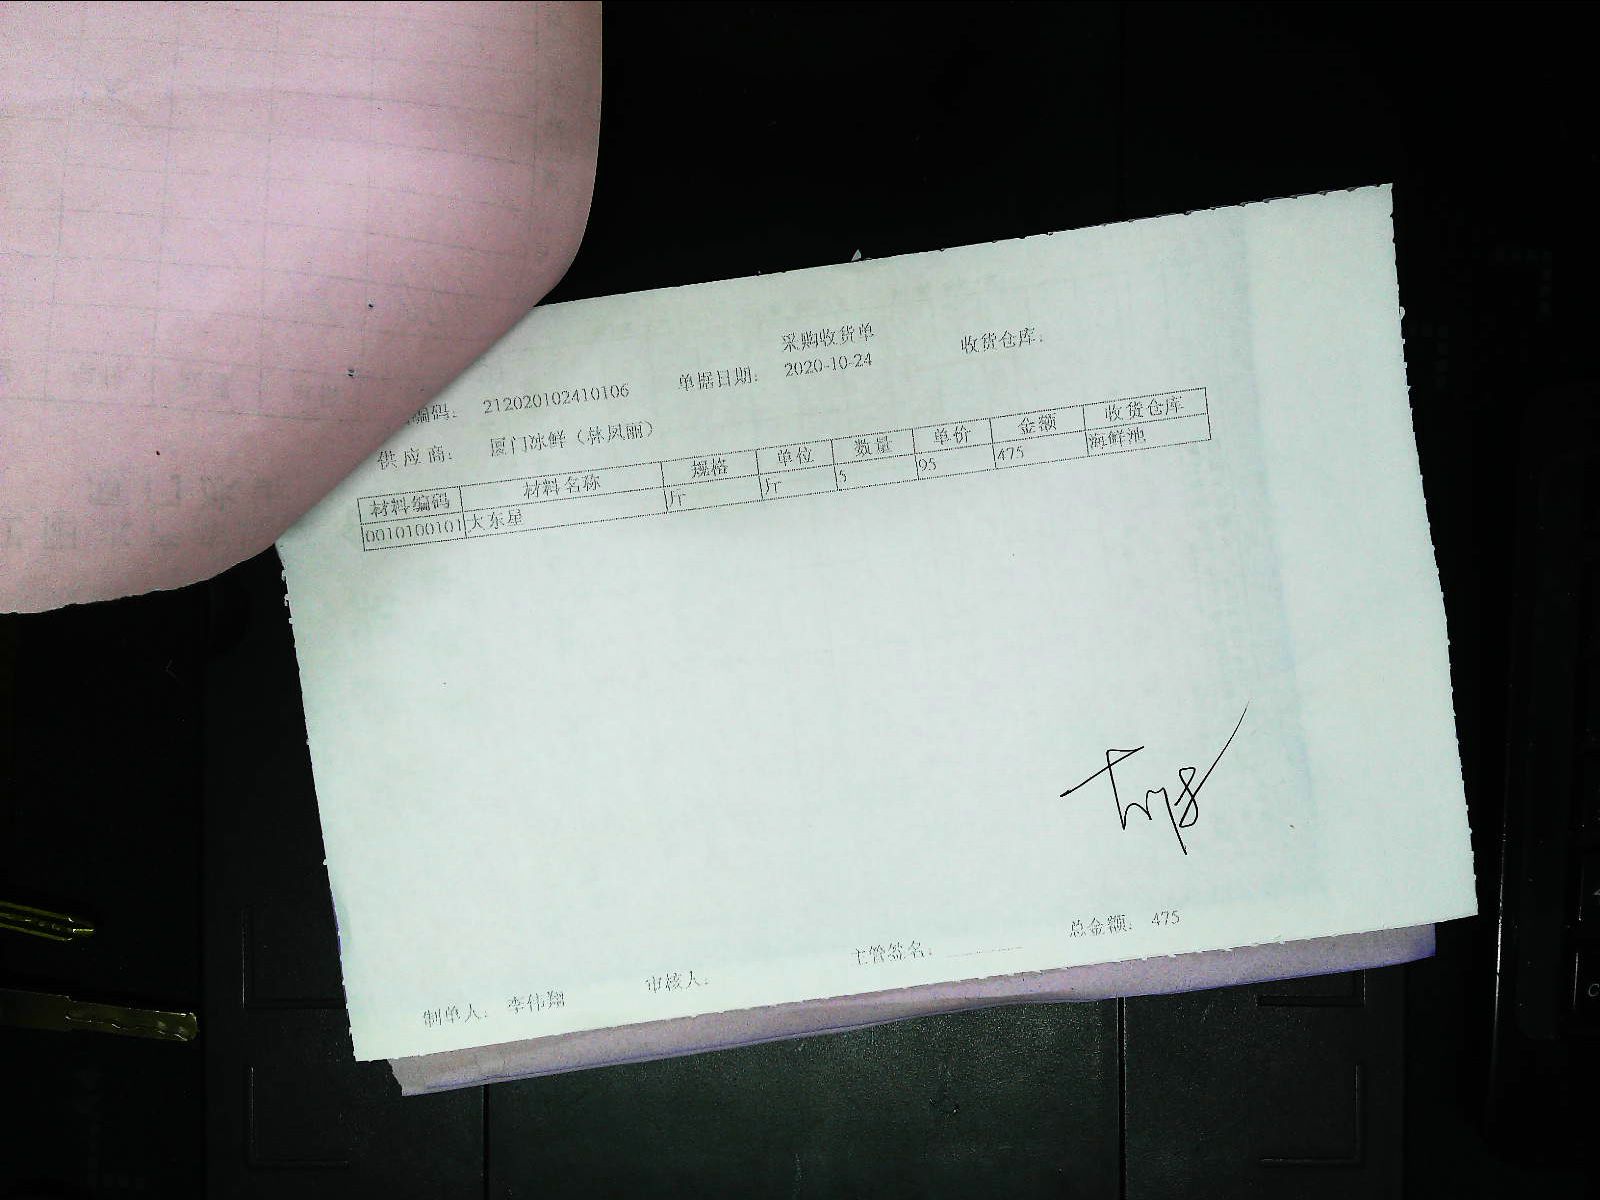 采购收货单
编码: 212020102410106 单据日期: 2020-10-24 收货仓库:
供应商: 厦门冰鲜（林凤丽）
材料编码 材料名称 规格 单位 数量 单价 金额 收货仓库
0010100101 大东星 斤 斤 5 95 475 海鲜池
制单人: 李伟翔 审核人: 主管签名: 总金额: 475